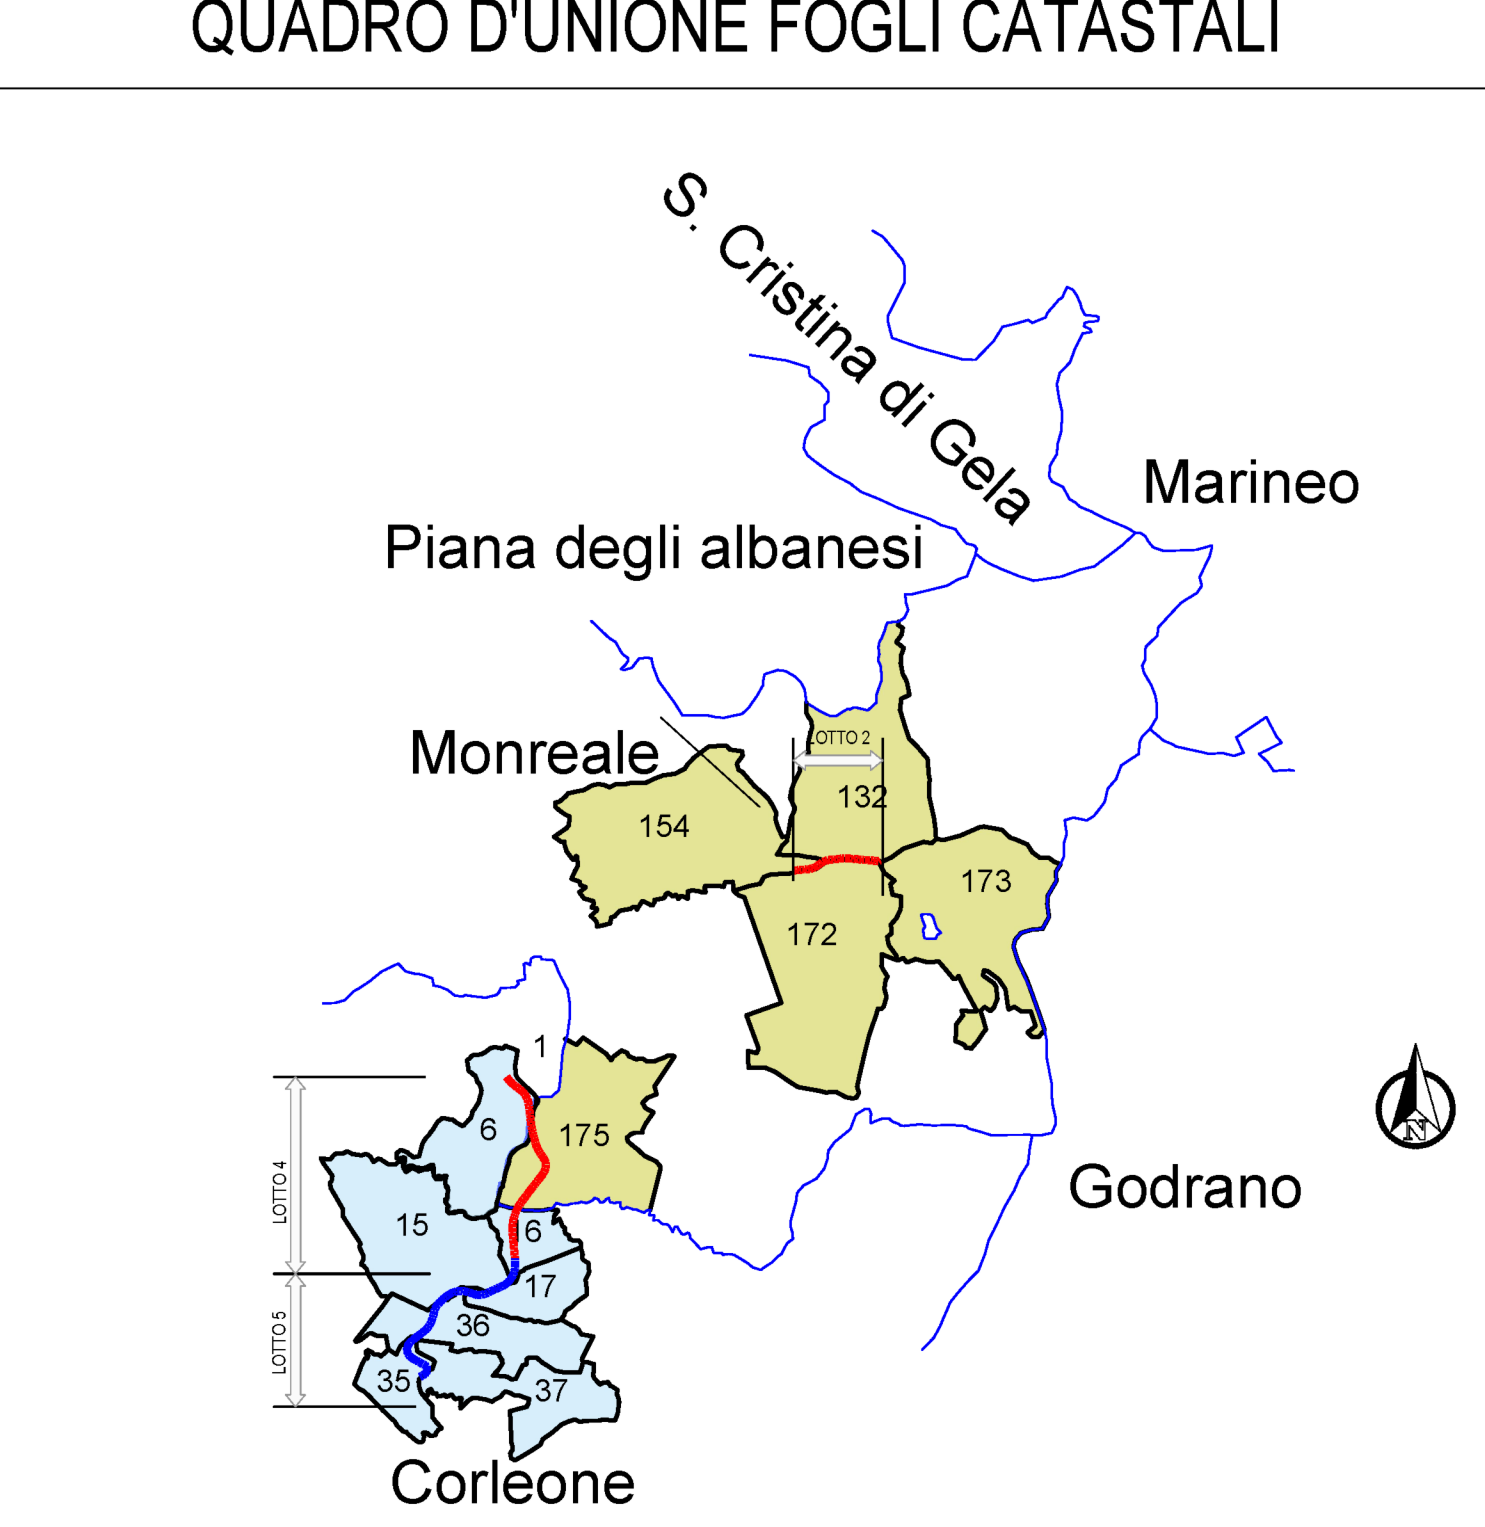 QUADRO D'UNIONE FOGLI CATASTALI
S. Cristina di Gela
Marineo
Piana degli albanesi
Monreale
LOTTO 2
132
154
173
172
1
6
175
LOTTO 4
15
6
17
LOTTO 5
36
35
37
N
Godrano
Corleone